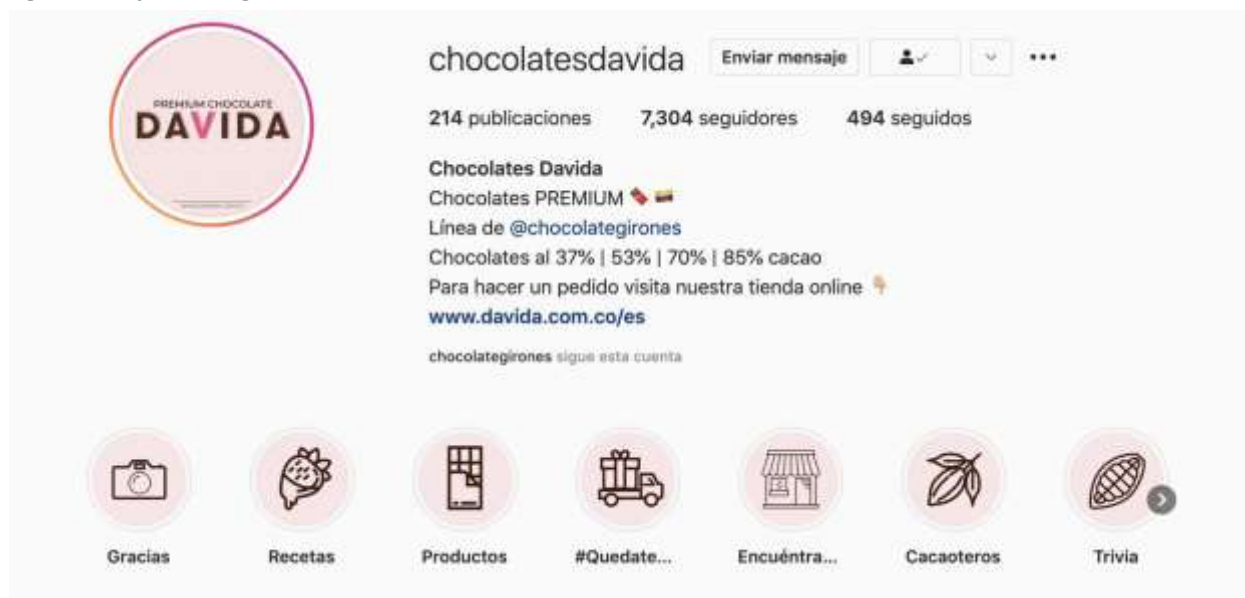 chocolatesdavida Enviar mensaje
PREMIUM CHOCOLATE
DAVIDA
214 publicaciones 7,304 seguidores 494 seguidos
Chocolates Davida
Chocolates PREMIUM 🍫 🇨🇴
Línea de @chocolategirones
Chocolates al 37% | 53% | 70% | 85% cacao
Para hacer un pedido visita nuestra tienda online 👇🏼
www.davida.com.co/es
chocolategirones sigue esta cuenta
Gracias Recetas Productos #Quedate... Encuéntra... Cacaoteros Trivia